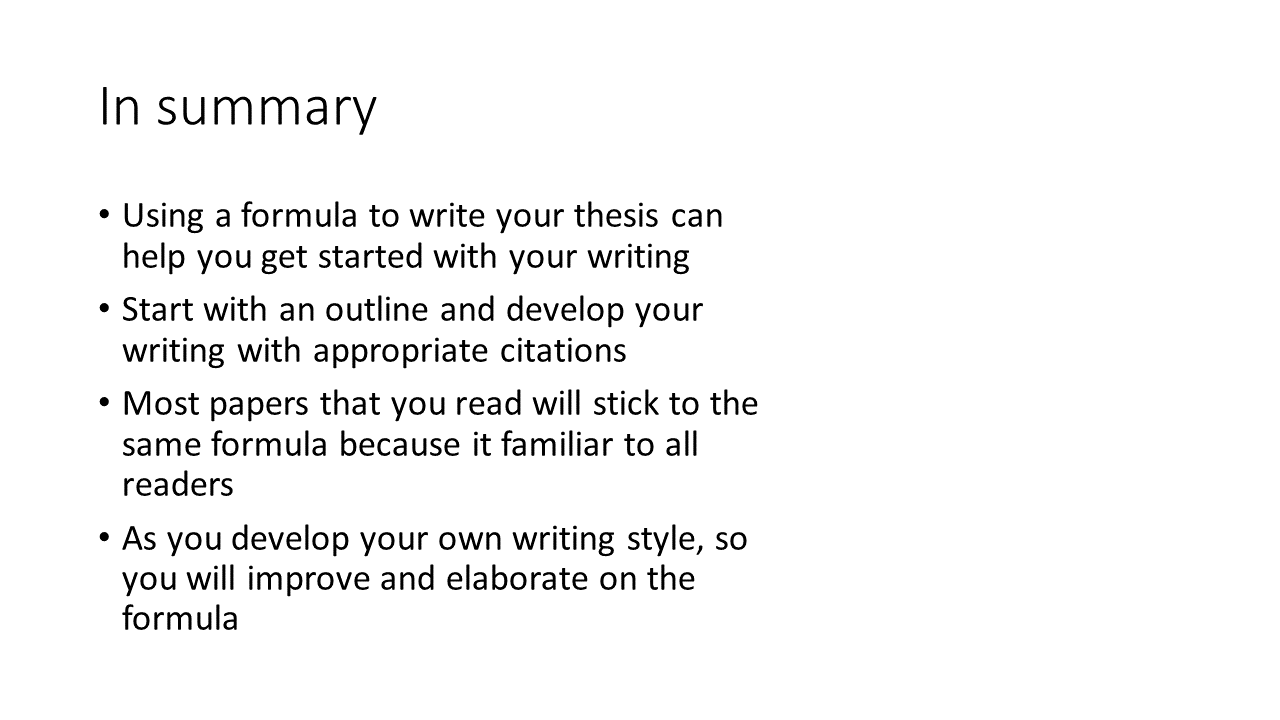 In summary
• Using a formula to write your thesis can
help you get started with your writing
• Start with an outline and develop your
writing with appropriate citations
• Most papers that you read will stick to the
same formula because it familiar to all
readers
• As you develop your own writing style, so
you will improve and elaborate on the
formula